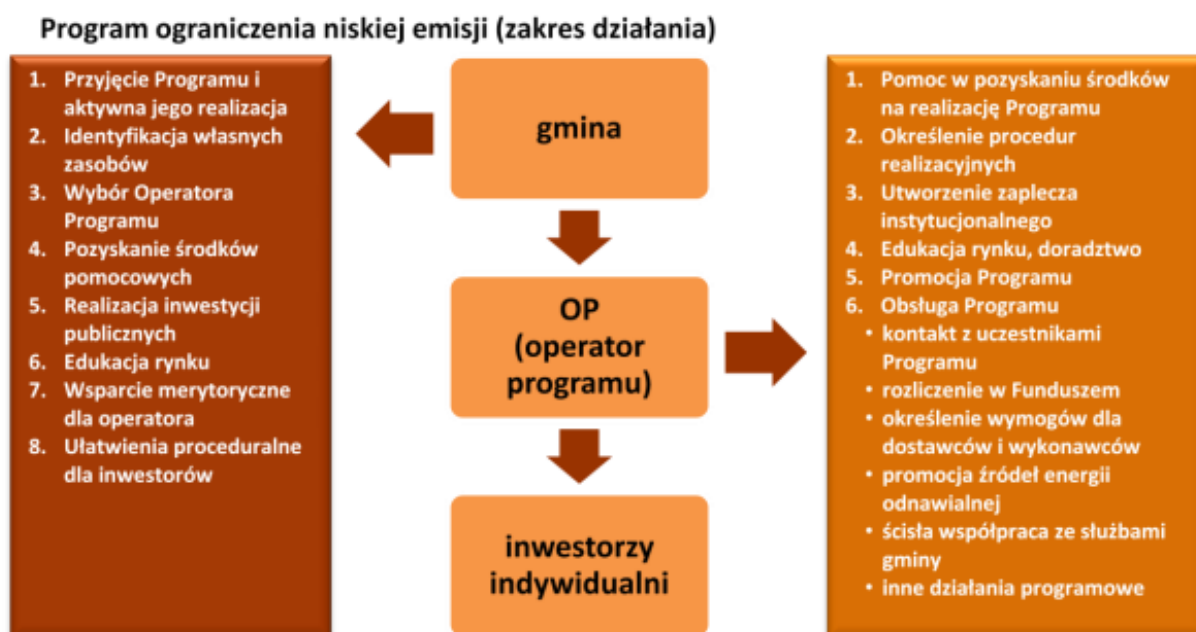 Program ograniczenia niskiej emisji (zakres działania)
1. Przyjęcie Programu i
aktywna jego realizacja
2. Identyfikacja własnych
zasobów
3. Wybór Operatora
Programu
4. Pozyskanie środków
pomocowych
5. Realizacja inwestycji
publicznych
6. Edukacja rynku
7. Wsparcie merytoryczne
dla operatora
8. Ułatwienia proceduralne
dla inwestorów
gmina
OP
(operator
programu)
inwestorzy
indywidualni
1. Pomoc w pozyskaniu środków
na realizację Programu
2. Określenie procedur
realizacyjnych
3. Utworzenie zaplecza
instytucjonalnego
4. Edukacja rynku, doradztwo
5. Promocja Programu
6. Obsługa Programu
• kontakt z uczestnikami
Programu
• rozliczenie w Funduszem
• określenie wymogów dla
dostawców i wykonawców
• promocja źródeł energii
odnawialnej
• ścisła współpraca ze służbami
gminy
• inne działania programowe